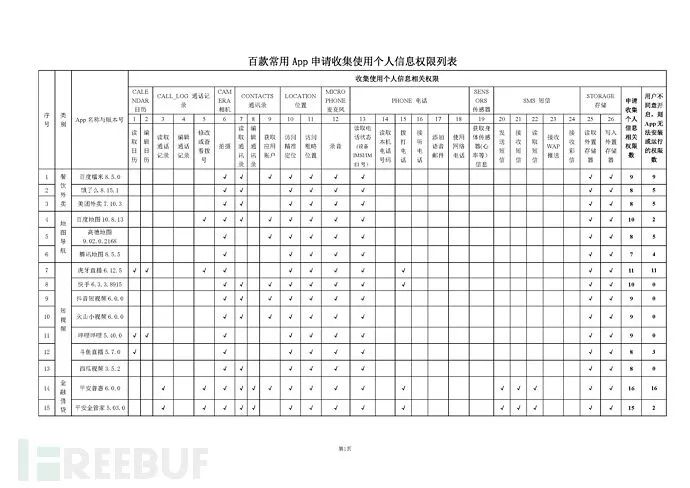 百款常用 App 申请收集使用个人信息权限列表
收集使用个人信息相关权限
序号 类别 App 名称与版本号 CALENDAR 日历 CALL_LOG 通话记录 CAMERA 相机 CONTACTS 通讯录 LOCATION 位置 MICROPHONE 麦克风 PHONE 电话 SENSORS 传感器 SMS 短信 STORAGE 存储 申请收集个人信息相关权限数 用户不同意开启，则App无法安装或运行的权限数
1 2 3 4 5 6 7 8 9 10 11 12 13 14 15 16 17 18 19 20 21 22 23 24 25 26
读取日历 编辑日历 读取通话记录 编辑通话记录 修改或查看拨号 拍摄 读取通讯录 编辑通讯录 获取应用账户 访问精准定位 访问粗略位置 录音 读取电话状态（设备 IMSI/IMEI 号） 读取本机电话号码 拨打电话 接听电话 添加语音邮件 使用网络电话 获取身体传感器（心率等）信息 发送短信 接收短信 读取短信 接收WAP推送 接收彩信 读取外置存储器 写入外置存储器
餐饮外卖
1 百度糯米 8.5.0 √ √ √ √ √ √ √ √ √ 9 9
2 饿了么 8.15.1 √ √ √ √ √ √ √ √ 8 5
3 美团外卖 7.10.3 √ √ √ √ √ √ √ √ 8 5
地图导航
4 百度地图 10.8.13 √ √ √ √ √ √ √ √ √ √ 10 2
5 高德地图 9.02.0.2168 √ √ √ √ √ √ √ √ 8 5
6 腾讯地图 8.5.5 √ √ √ √ √ √ √ 7 4
短视频
7 虎牙直播 6.12.5 √ √ √ √ √ √ √ √ √ √ √ 11 11
8 快手 6.3.3.8915 √ √ √ √ √ √ √ √ √ √ 10 0
9 抖音短视频 6.0.0 √ √ √ √ √ √ √ √ √ 9 0
10 火山小视频 6.0.0 √ √ √ √ √ √ √ √ √ 9 0
11 哔哩哔哩 5.40.0 √ √ √ √ √ √ √ √ √ 9 0
12 斗鱼直播 5.7.0 √ √ √ √ √ √ √ √ 8 3
13 西瓜视频 3.5.2 √ √ √ √ √ √ √ √ 8 0
金融借贷
14 平安普惠 6.0.0 √ √ √ √ √ √ √ √ √ √ √ √ √ √ √ √ 16 16
15 平安金管家 5.03.0 √ √ √ √ √ √ √ √ √ √ √ √ √ √ √ 15 2
第1页
FREEBUF